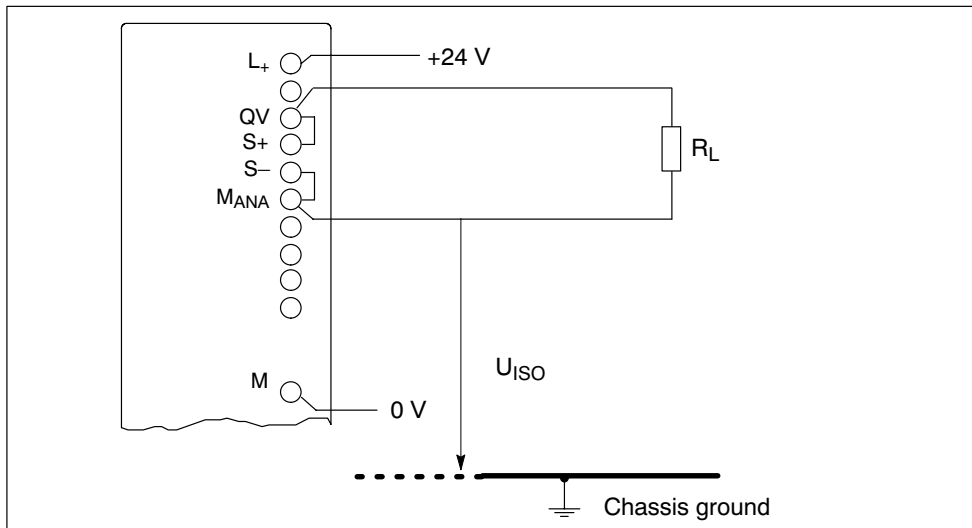 L+
+24 V
QV
S+
S–
MANA
RL
UISO
M
0 V
Chassis ground